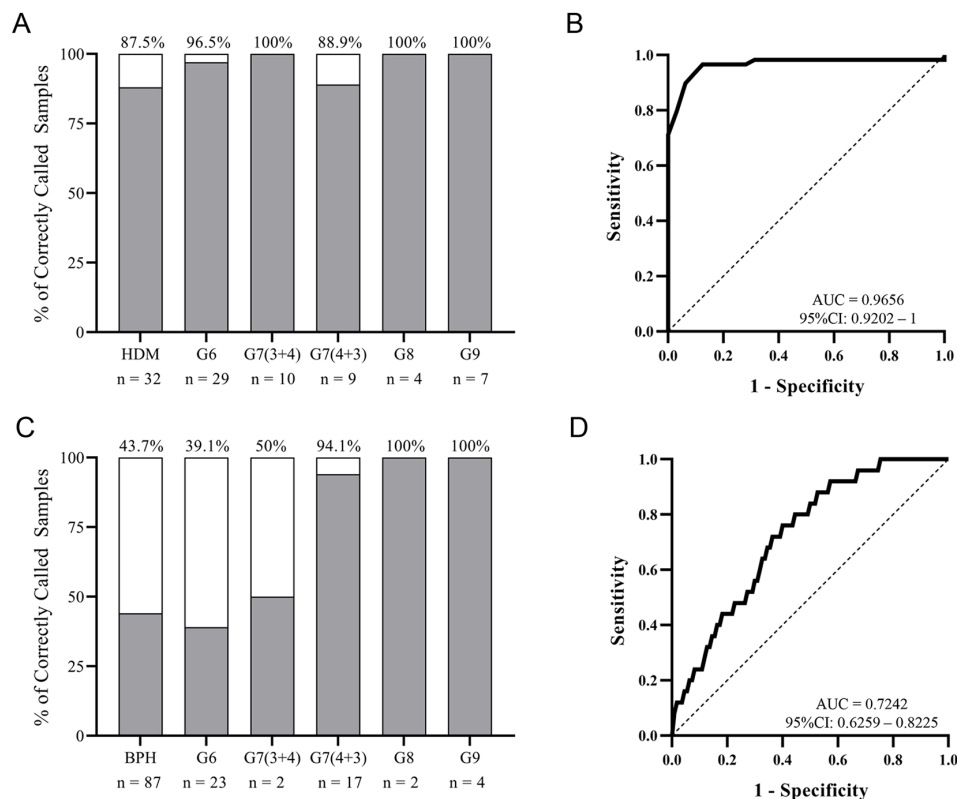 A
87.5% 96.5% 100% 88.9% 100% 100%
% of Correctly Called Samples
100
75
50
25
0
HDM G6 G7(3+4) G7(4+3) G8 G9
n = 32 n = 29 n = 10 n = 9 n = 4 n = 7
B
Sensitivity
1.0
0.8
0.6
0.4
0.2
0.0
AUC = 0.9656
95%CI: 0.9202 – 1
0.0 0.2 0.4 0.6 0.8 1.0
1 - Specificity
C
43.7% 39.1% 50% 94.1% 100% 100%
% of Correctly Called Samples
100
75
50
25
0
BPH G6 G7(3+4) G7(4+3) G8 G9
n = 87 n = 23 n = 2 n = 17 n = 2 n = 4
D
Sensitivity
1.0
0.8
0.6
0.4
0.2
0.0
AUC = 0.7242
95%CI: 0.6259 – 0.8225
0.0 0.2 0.4 0.6 0.8 1.0
1 - Specificity